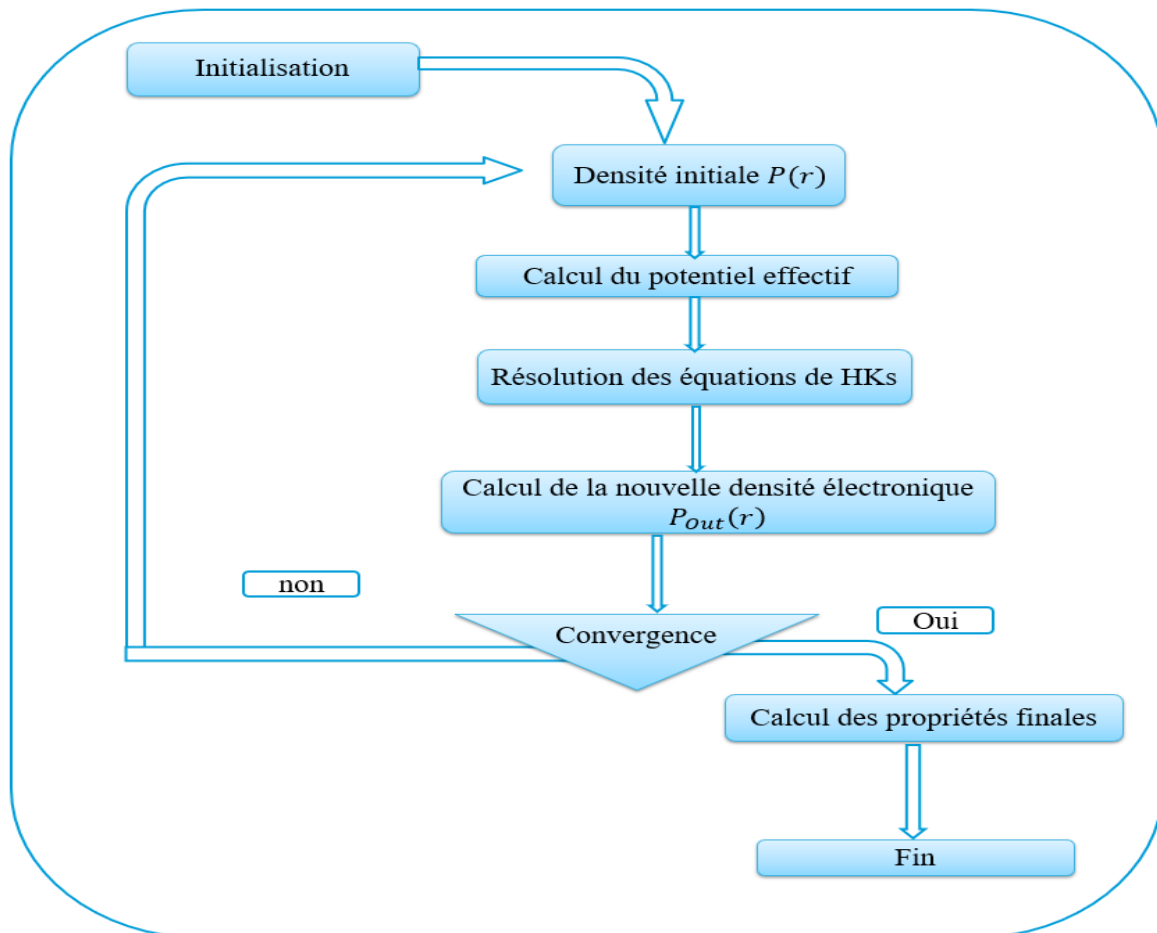 Initialisation
Densité initiale P(r)
Calcul du potentiel effectif
Résolution des équations de HKs
Calcul de la nouvelle densité électronique
P_Out(r)
non
Convergence
Oui
Calcul des propriétés finales
Fin